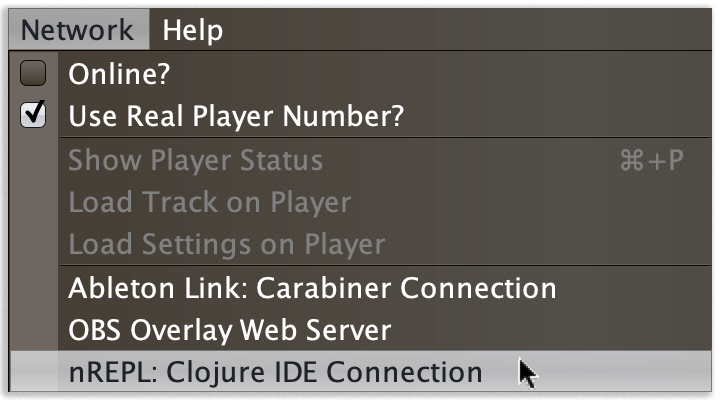 Network Help
Online?
Use Real Player Number?
Show Player Status ⌘+P
Load Track on Player
Load Settings on Player
Ableton Link: Carabiner Connection
OBS Overlay Web Server
nREPL: Clojure IDE Connection